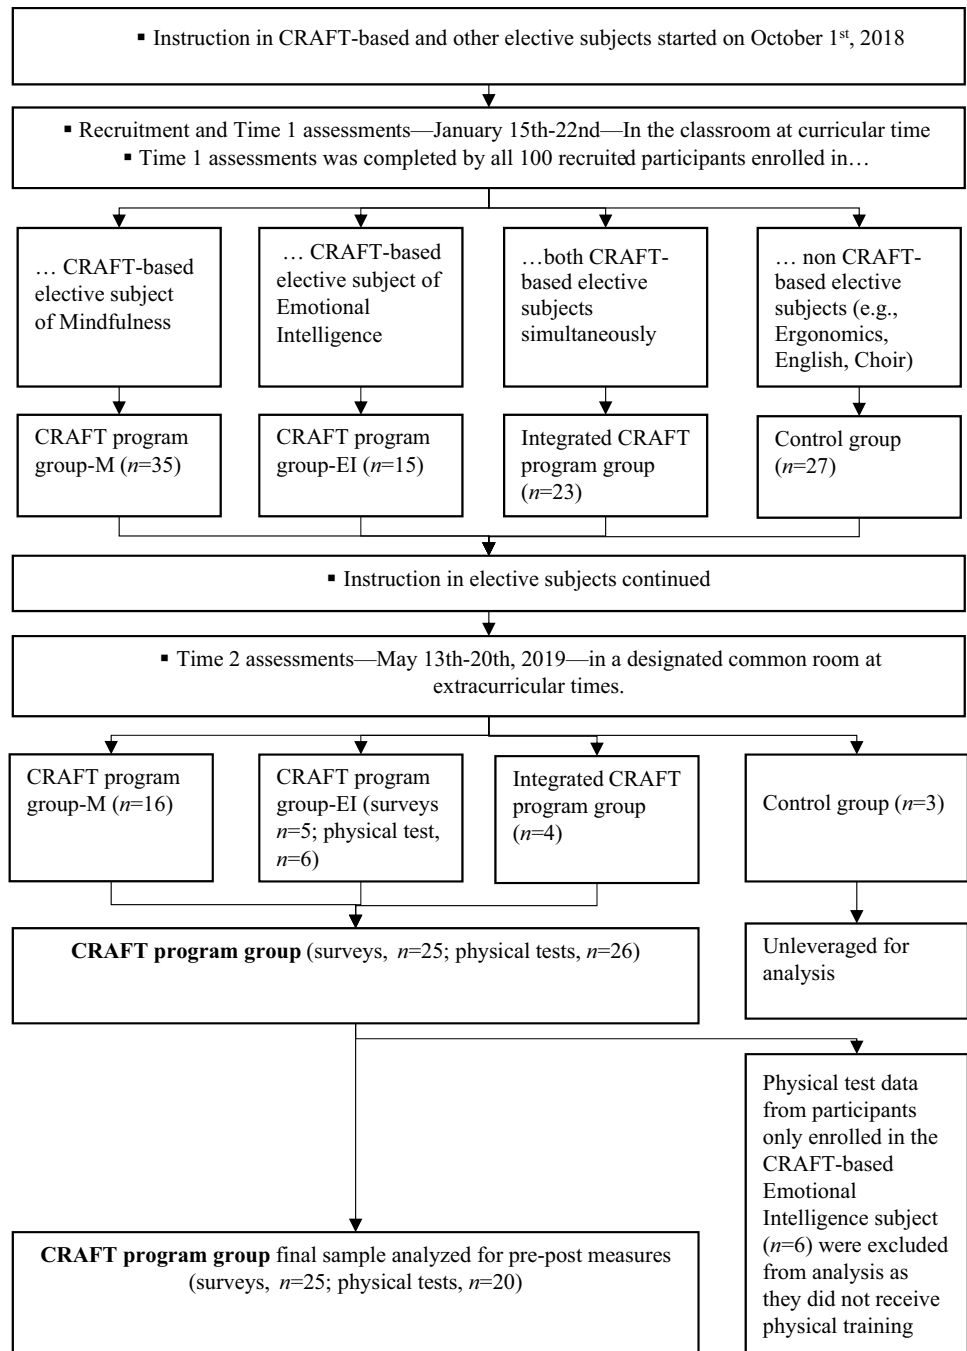 ▪ Instruction in CRAFT-based and other elective subjects started on October 1st, 2018
▪ Recruitment and Time 1 assessments—January 15th-22nd—In the classroom at curricular time
▪ Time 1 assessments was completed by all 100 recruited participants enrolled in…
… CRAFT-based
elective subject
of Mindfulness
… CRAFT-based
elective subject of
Emotional
Intelligence
…both CRAFT-
based elective
subjects
simultaneously
… non CRAFT-
based elective
subjects (e.g.,
Ergonomics,
English, Choir)
CRAFT program
group-M (n=35)
CRAFT program
group-EI (n=15)
Integrated CRAFT
program group
(n=23)
Control group
(n=27)
▪ Instruction in elective subjects continued
▪ Time 2 assessments—May 13th-20th, 2019—in a designated common room at
extracurricular times.
CRAFT program
group-M (n=16)
CRAFT program
group-EI (surveys
n=5; physical test,
n=6)
Integrated CRAFT
program group
(n=4)
Control group (n=3)
CRAFT program group (surveys, n=25; physical tests, n=26)
Unleveraged for
analysis
Physical test data
from participants
only enrolled in the
CRAFT-based
Emotional
Intelligence subject
(n=6) were excluded
from analysis as
they did not receive
physical training
CRAFT program group final sample analyzed for pre-post measures
(surveys, n=25; physical tests, n=20)